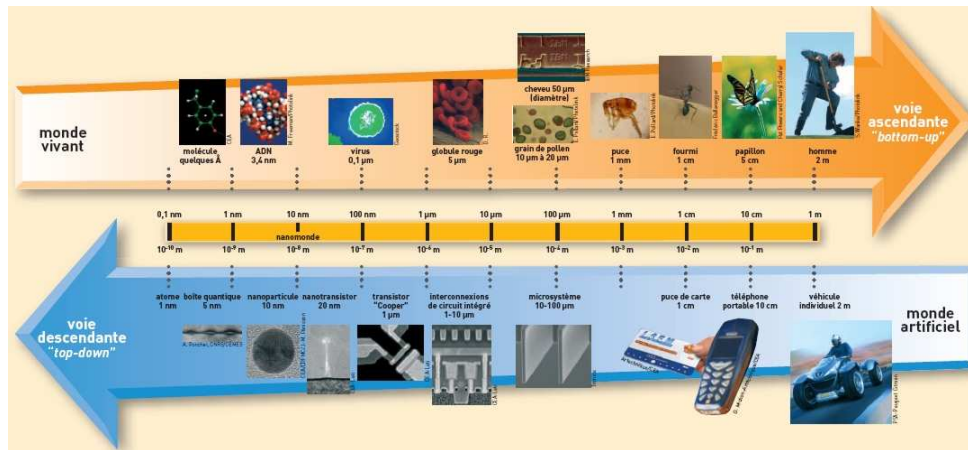 monde
vivant
molécule
quelques Å
CEA
ADN
3,4 nm
virus
0,1 µm
globule rouge
5 µm
cheveu 50 µm
(diamètre)
grain de pollen
10 µm à 20 µm
puce
1 mm
fourmi
1 cm
papillon
5 cm
homme
2 m
voie
ascendante
"bottom-up"
0,1 nm
1 nm
10 nm
100 nm
1 µm
10 µm
100 µm
1 mm
1 cm
10 cm
1 m
nanomonde
10⁻¹⁰ m
10⁻⁹ m
10⁻⁸ m
10⁻⁷ m
10⁻⁶ m
10⁻⁵ m
10⁻⁴ m
10⁻³ m
10⁻² m
10⁻¹ m
1 m
voie
descendante
"top-down"
atome
1 nm
boîte quantique
5 nm
nanoparticule
10 nm
nanotransistor
20 nm
transistor
"Cooper"
1 µm
interconnexions
de circuit intégré
1-10 µm
microsystème
10-100 µm
puce de carte
1 cm
téléphone
portable 10 cm
véhicule
individuel 2 m
monde
artificiel